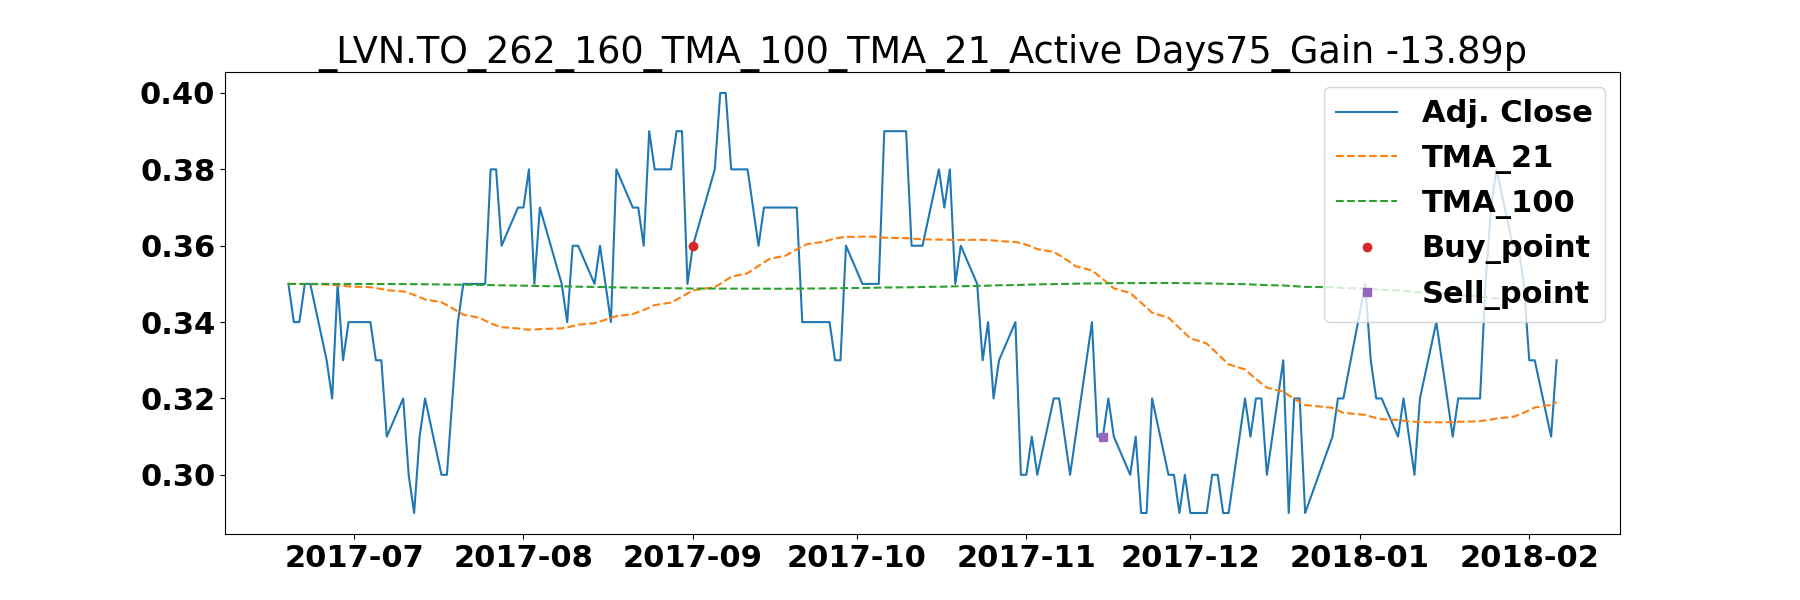 _LVN.TO_262_160_TMA_100_TMA_21_Active Days75_Gain -13.89p
0.40
0.38
0.36
0.34
0.32
0.30
Adj. Close
TMA_21
TMA_100
Buy_point
Sell_point
2017-07 2017-08 2017-09 2017-10 2017-11 2017-12 2018-01 2018-02